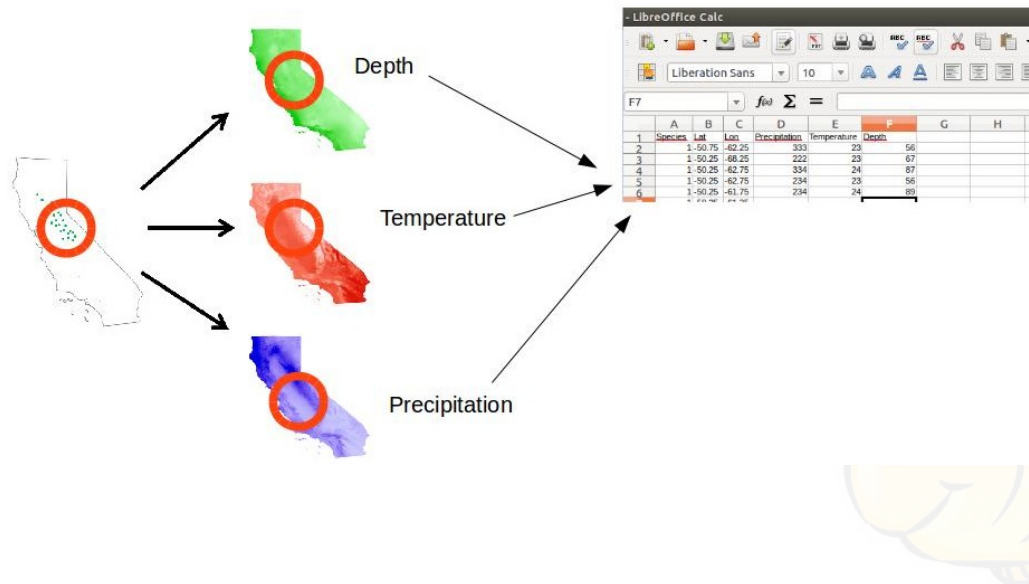 Depth
Temperature
Precipitation
- LibreOffice Calc
PDF ABC ABC
Liberation Sans 10
F7 f(x) Σ =
A B C D E F G H
1 Species Lat Lon Precipitation Temperature Depth
2 1 -50.75 -62.25 333 23 56
3 1 -50.25 -68.25 222 23 67
4 1 -50.25 -62.75 334 24 87
5 1 -50.25 -62.75 234 23 56
6 1 -50.25 -61.75 234 24 89